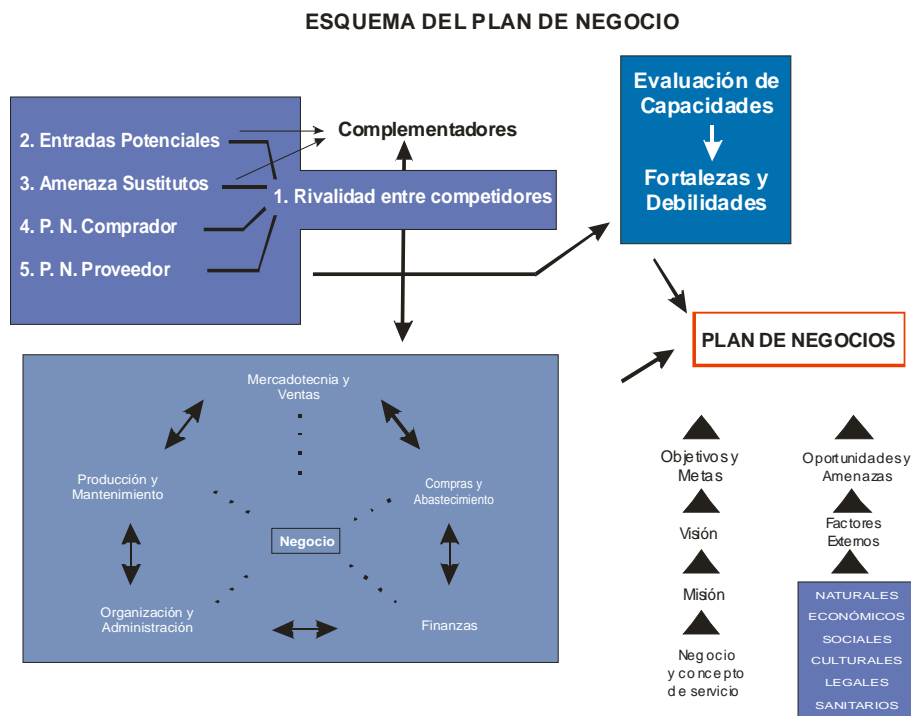 ESQUEMA DEL PLAN DE NEGOCIO
2. Entradas Potenciales
3. Amenaza Sustitutos
4. P. N. Comprador
5. P. N. Proveedor
1. Rivalidad entre competidores
Complementadores
Evaluación de
Capacidades
Fortalezas y
Debilidades
PLAN DE NEGOCIOS
Mercadotecnia y
Ventas
Producción y
Mantenimiento
Compras y
Abastecimiento
Negocio
Organización y
Administración
Finanzas
Objetivos y
Metas
Visión
Misión
Negocio
y concepto
de servicio
Oportunidades y
Amenazas
Factores
Externos
NATURALES
ECONÓMICOS
SOCIALES
CULTURALES
LEGALES
SANITARIOS